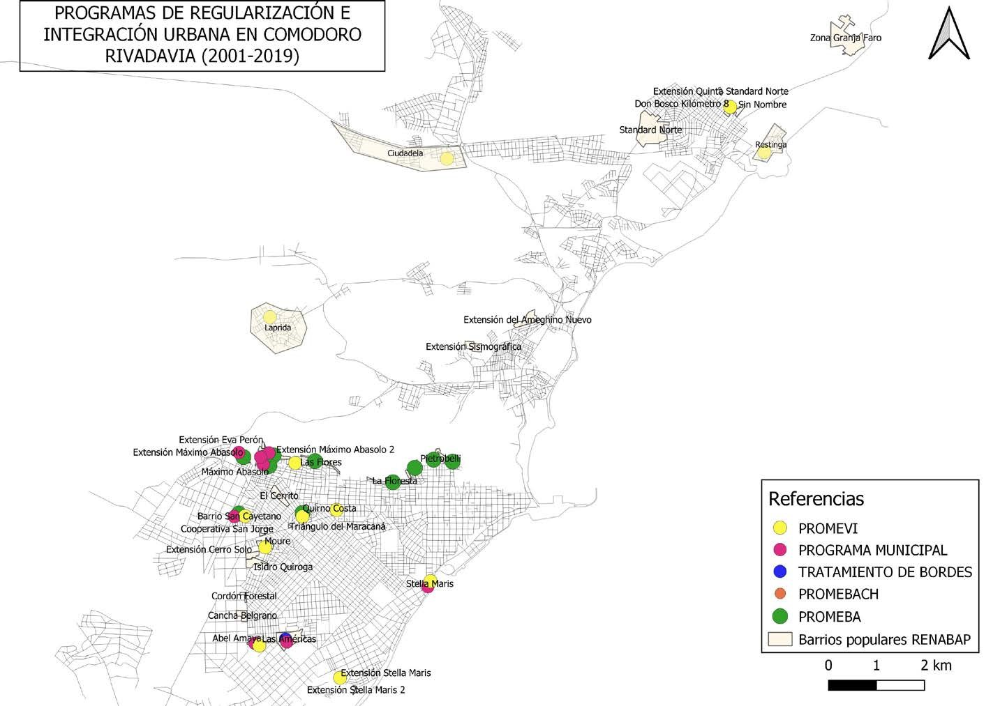 PROGRAMAS DE REGULARIZACIÓN E
INTEGRACIÓN URBANA EN COMODORO
RIVADAVIA (2001-2019)
Zona Granja Faro
Extensión Quinta Standard Norte
Don Bosco Kilómetro 8
Sin Nombre
Standard Norte
Restinga
Ciudadela
Laprida
Extensión del Ameghino Nuevo
Extensión Sismográfica
Extensión Eva Perón
Extensión Máximo Abasolo
Extensión Máximo Abasolo 2
Las Flores
Máximo Abasolo
Pietrobelli
La Floresta
El Cerrito
Quirno Costa
Barrio San Cayetano
Triángulo del Maracaná
Cooperativa San Jorge
Moure
Extensión Cerro Solo
Isidro Quiroga
Stella Maris
Cordón Forestal
Cancha Belgrano
Abel Amaya
Las Américas
Extensión Stella Maris
Extensión Stella Maris 2
Referencias
PROMEVI
PROGRAMA MUNICIPAL
TRATAMIENTO DE BORDES
PROMEBACH
PROMEBA
Barrios populares RENABAP
0 1 2 km